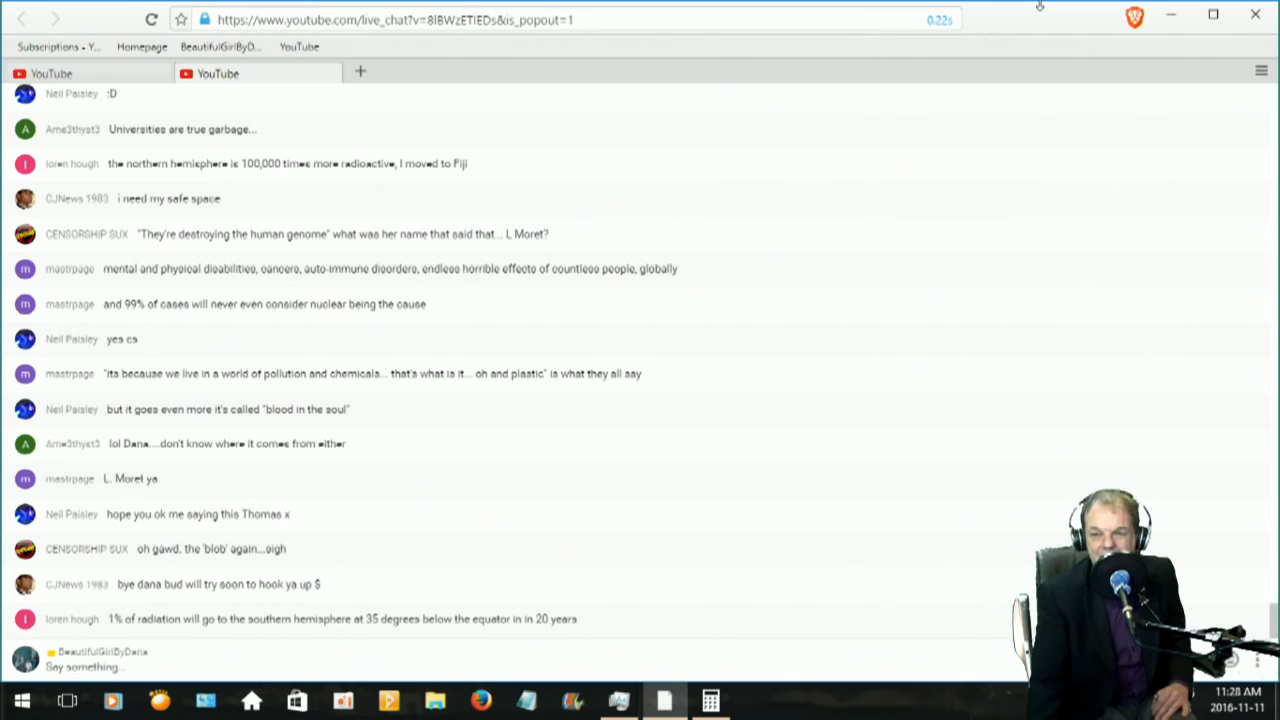 https://www.youtube.com/live_chat?v=8lBWzETlEDs&is_popout=1
0.22s
Subscriptions - Y... Homepage BeautifulGirlByD... YouTube
YouTube YouTube
Neil Paisley :D
Ame3thyst3 Universities are true garbage...
loren hough the northern hemisphere is 100,000 times more radioactive, I moved to Fiji
CJNews 1983 i need my safe space
CENSORSHIP SUX "They're destroying the human genome" what was her name that said that... L Moret?
mastrpage mental and physical disabilities, cancers, auto-immune disorders, endless horrible effects of countless people, globally
mastrpage and 99% of cases will never even consider nuclear being the cause
Neil Paisley yes cs
mastrpage "its because we live in a world of pollution and chemicals... that's what is it... oh and plastic" is what they all say
Neil Paisley but it goes even more it's called "blood in the soul"
Ame3thyst3 lol Dana....don't know where it comes from either
mastrpage L. Moret ya
Neil Paisley hope you ok me saying this Thomas x
CENSORSHIP SUX oh gawd, the 'blob' again...sigh
CJNews 1983 bye dana bud will try soon to hook ya up $
loren hough 1% of radiation will go to the southern hemisphere at 35 degrees below the equator in in 20 years
BeautifulGirlByDana
Say something...
11:28 AM
2016-11-11